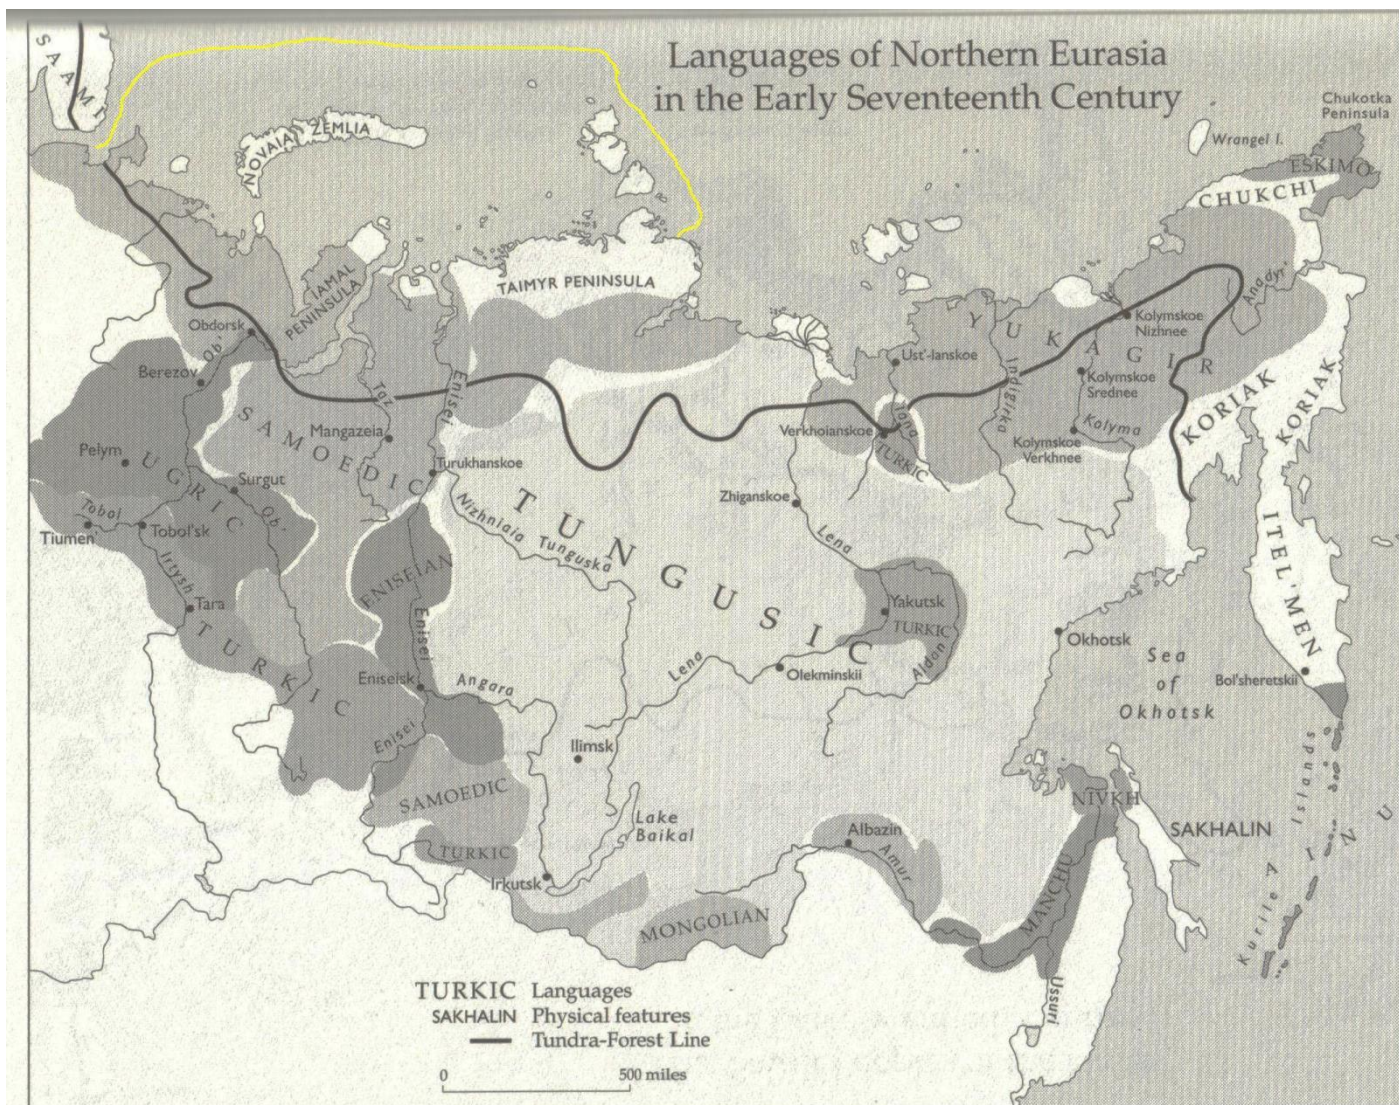 Languages of Northern Eurasia
in the Early Seventeenth Century
SAAMI
NOVAIA ZEMLIA
Chukotka
Peninsula
Wrangel I.
ESKIMO
CHUKCHI
IAMAL
PENINSULA
TAIMYR PENINSULA
Anadyr'
Obdorsk
Ob'
YUKAGIR
Kolymskoe
Nizhnee
Ust'-Ianskoe
Berezov
Taz
Enisei
Indigirka
Kolymskoe
Srednee
KORIAK
KORIAK
SAMOEDIC
Mangazeia
Iana
Verkhoianskoe
TURKIC
Kolyma
Kolymskoe
Verkhnee
Pelym
UGRIC
Surgut
Turukhanskoe
TUNGUSIC
Zhiganskoe
Nizhniaia Tunguska
Tobol
Tiumen'
Tobol'sk
Ob'
Lena
ITEL'MEN
Irtysh
ENISEIAN
Tara
Enisei
Yakutsk
TURKIC
TURKIC
Okhotsk
Sea
of
Okhotsk
Lena
Olekminskii
Aldan
Bol'sheretskii
Eniseisk
Angara
Enisei
Ilimsk
SAMOEDIC
NIVKH
Kurile Islands
AINU
Lake
Baikal
SAKHALIN
TURKIC
Albazin
Amur
Irkutsk
MANCHU
MONGOLIAN
Ussuri
TURKIC Languages
SAKHALIN Physical features
Tundra-Forest Line
0 500 miles